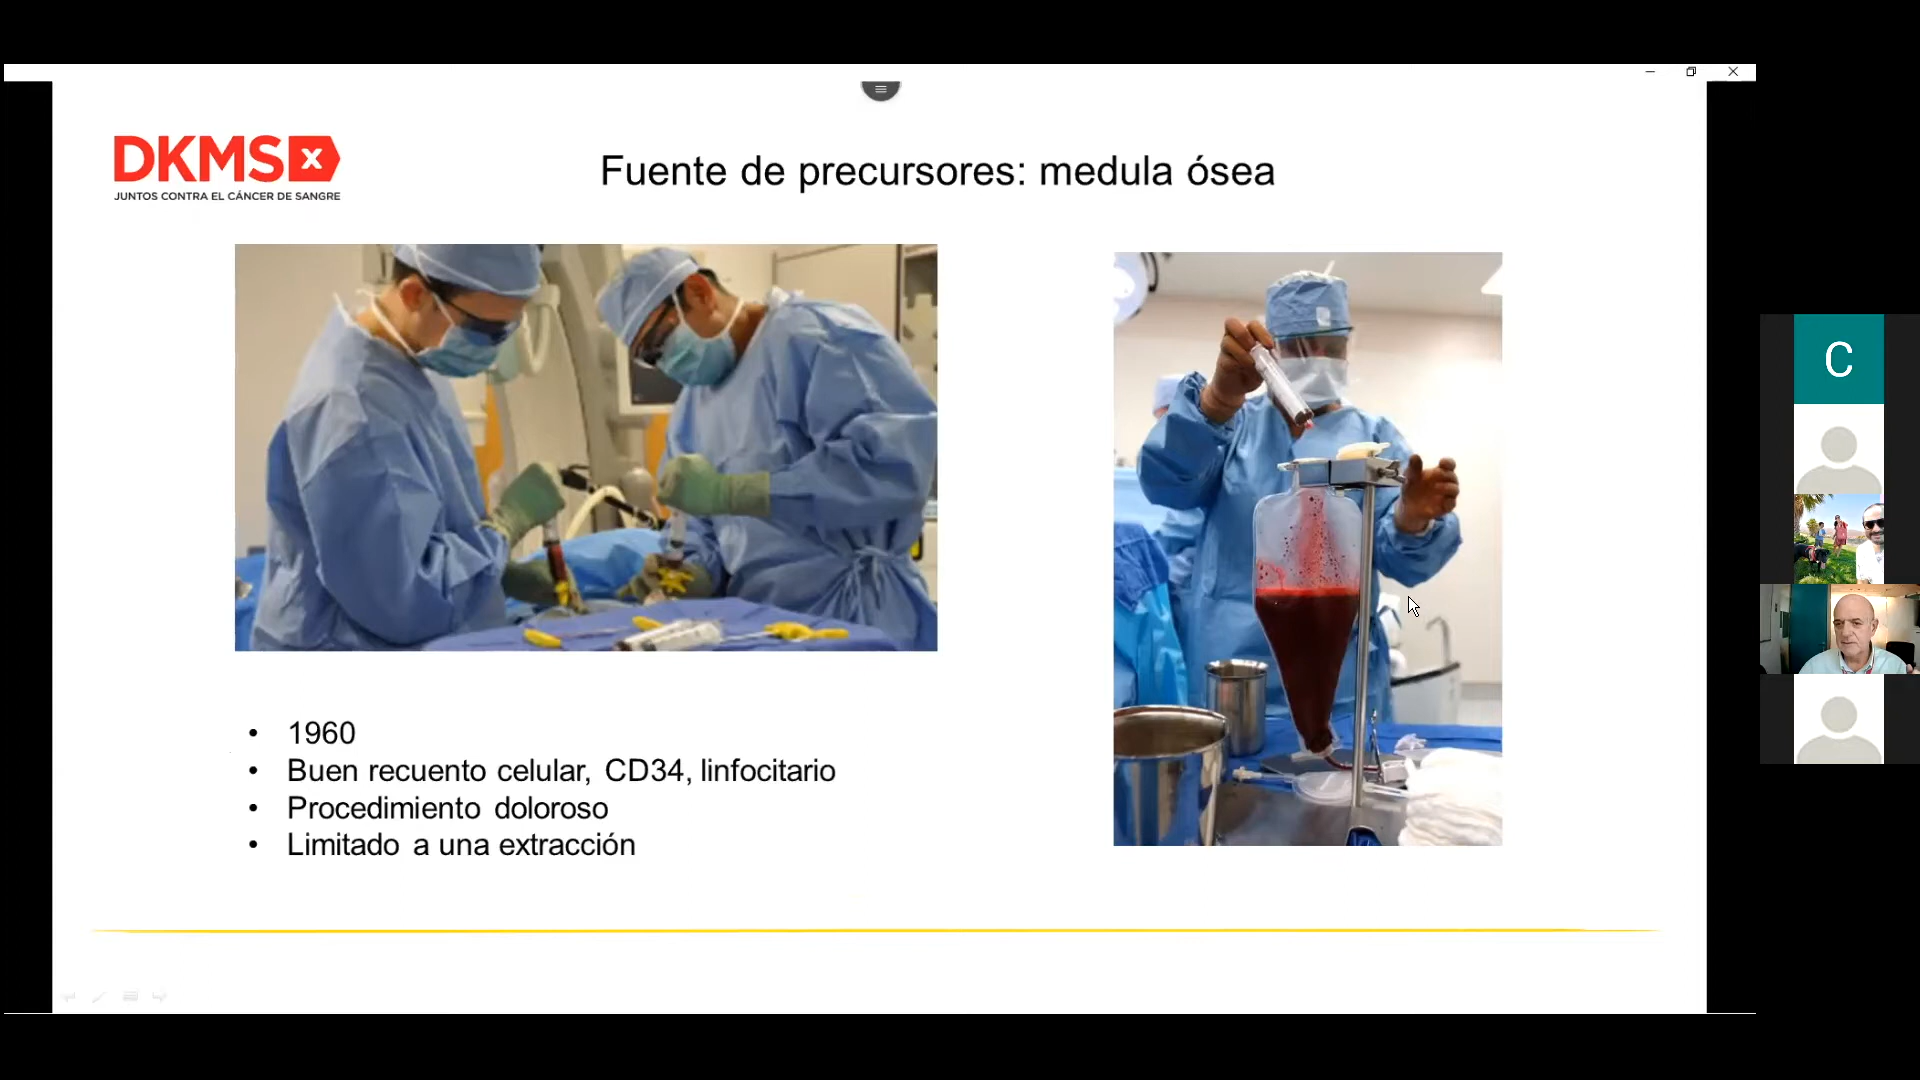 DKMS x
JUNTOS CONTRA EL CÁNCER DE SANGRE
Fuente de precursores: medula ósea
• 1960
• Buen recuento celular, CD34, linfocitario
• Procedimiento doloroso
• Limitado a una extracción
C